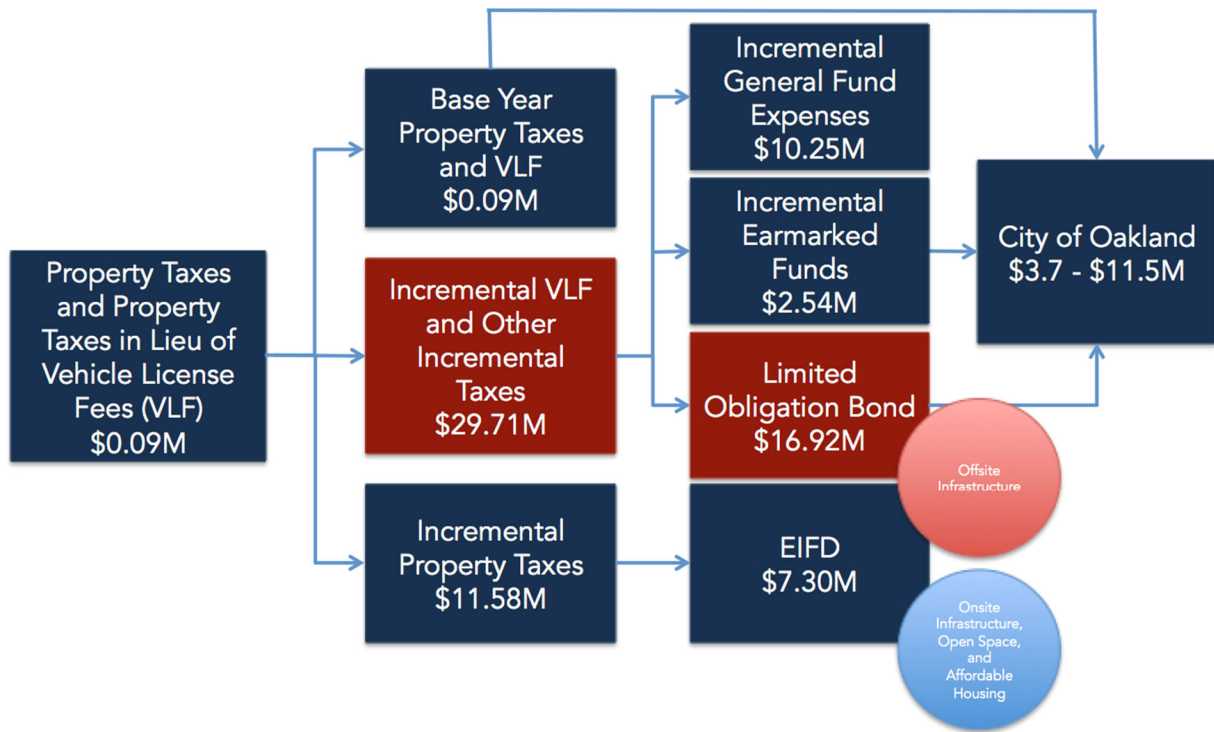 Property Taxes
and Property
Taxes in Lieu of
Vehicle License
Fees (VLF)
$0.09M
Base Year
Property Taxes
and VLF
$0.09M
Incremental VLF
and Other
Incremental
Taxes
$29.71M
Incremental
Property Taxes
$11.58M
Incremental
General Fund
Expenses
$10.25M
Incremental
Earmarked
Funds
$2.54M
Limited
Obligation Bond
$16.92M
EIFD
$7.30M
City of Oakland
$3.7 - $11.5M
Offsite
Infrastructure
Onsite
Infrastructure,
Open Space,
and
Affordable
Housing